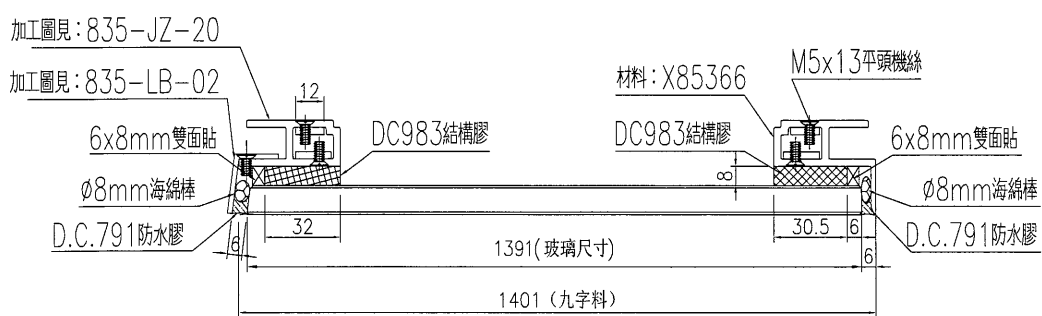 加工圖見：835-JZ-20
加工圖見：835-LB-02
12
M5x13平頭機絲
材料：X85366
6x8mm雙面貼
DC983結構膠
DC983結構膠
6x8mm雙面貼
Ø8mm海綿棒
8
Ø8mm海綿棒
D.C.791防水膠
6
32
30.5
6
D.C.791防水膠
1391(玻璃尺寸)
6
1401（九字料）